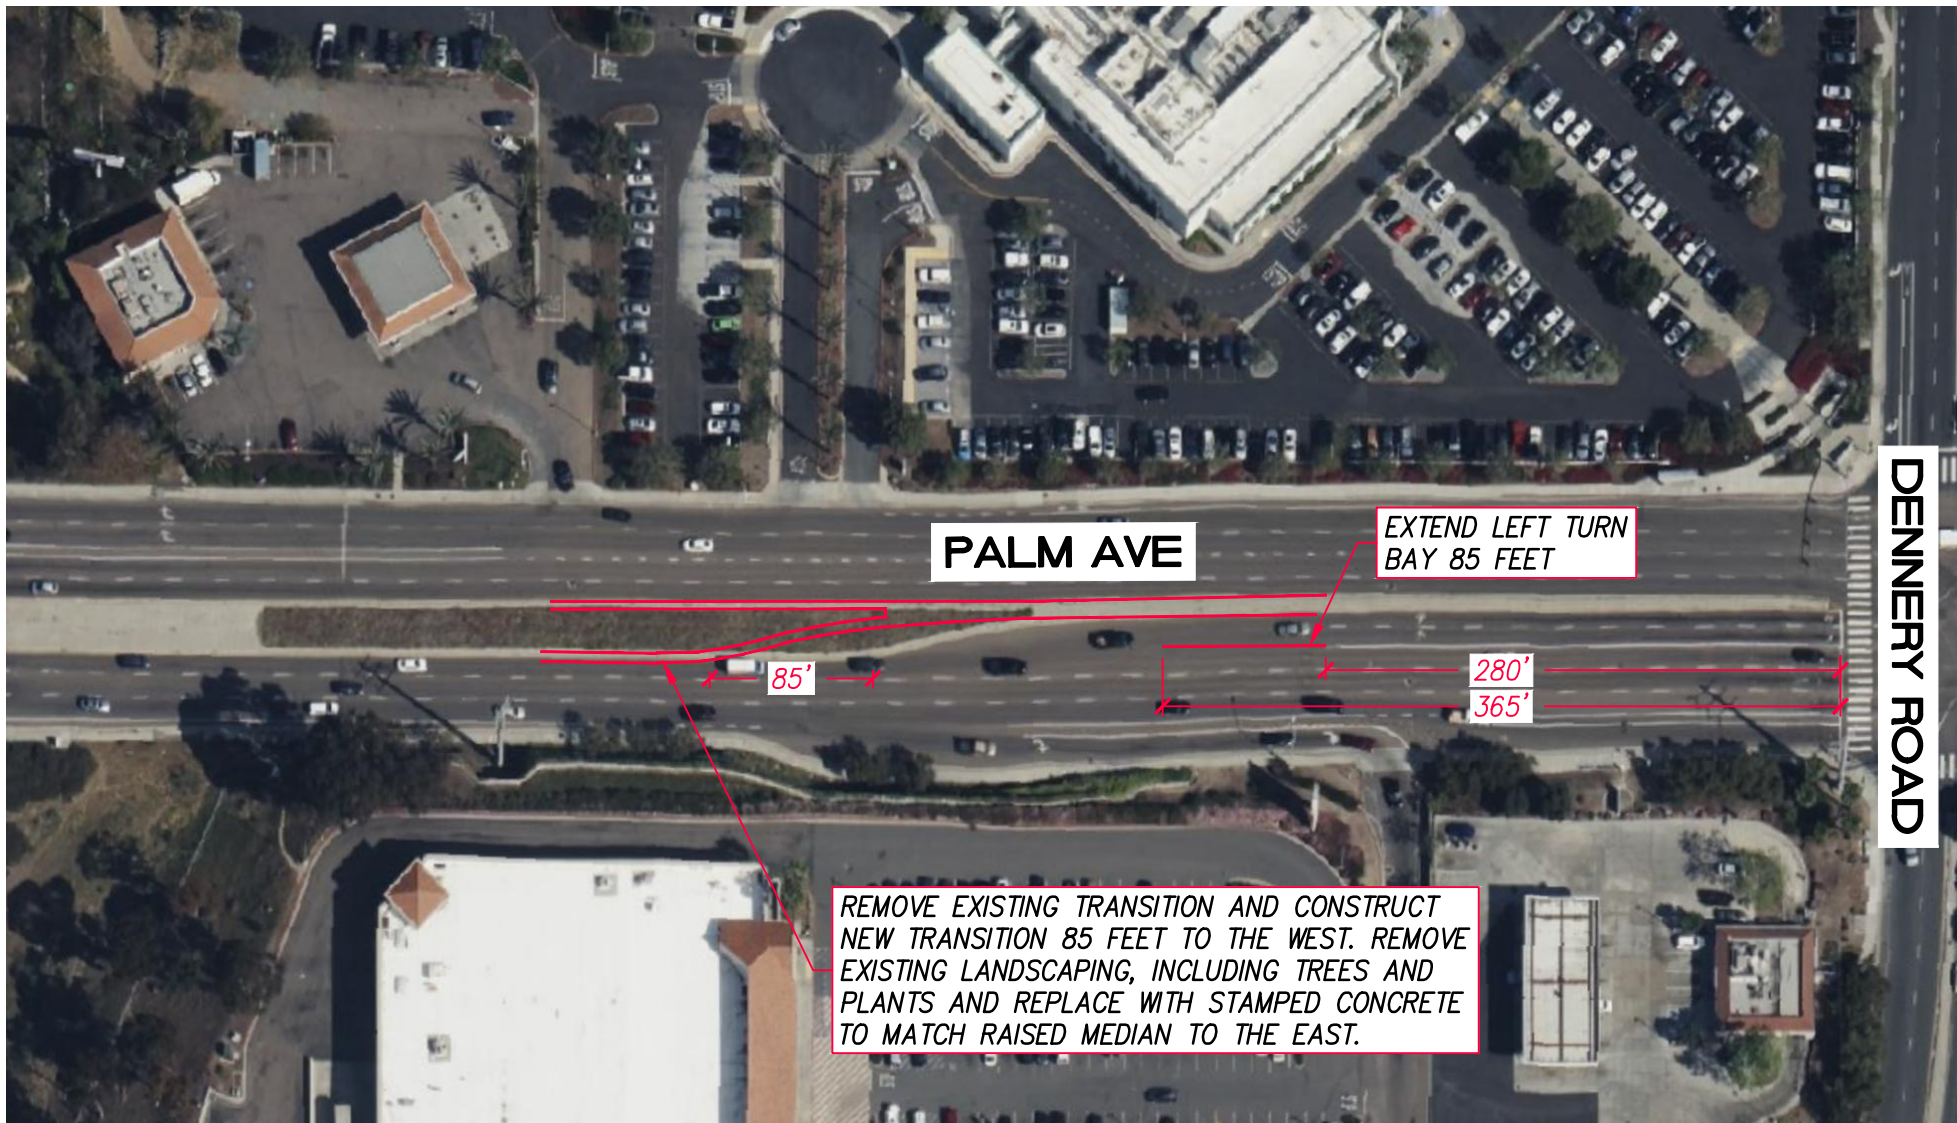 PALM AVE
EXTEND LEFT TURN
BAY 85 FEET
DENNERY ROAD
85'
280'
365'
REMOVE EXISTING TRANSITION AND CONSTRUCT
NEW TRANSITION 85 FEET TO THE WEST. REMOVE
EXISTING LANDSCAPING, INCLUDING TREES AND
PLANTS AND REPLACE WITH STAMPED CONCRETE
TO MATCH RAISED MEDIAN TO THE EAST.